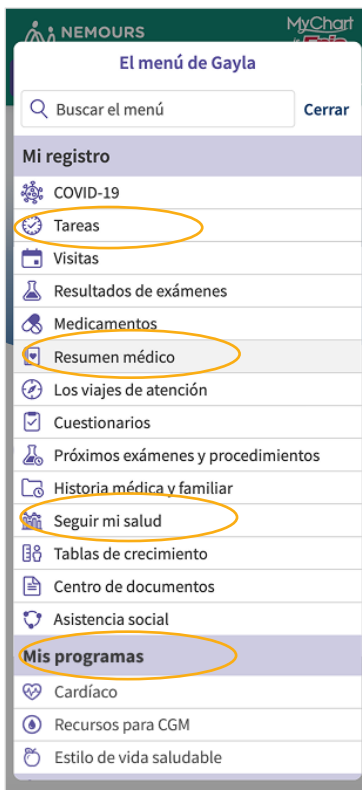 NEMOURS
MyChart
El menú de Gayla
Buscar el menú
Cerrar
Mi registro
COVID-19
Tareas
Visitas
Resultados de exámenes
Medicamentos
Resumen médico
Los viajes de atención
Cuestionarios
Próximos exámenes y procedimientos
Historia médica y familiar
Seguir mi salud
Tablas de crecimiento
Centro de documentos
Asistencia social
Mis programas
Cardíaco
Recursos para CGM
Estilo de vida saludable